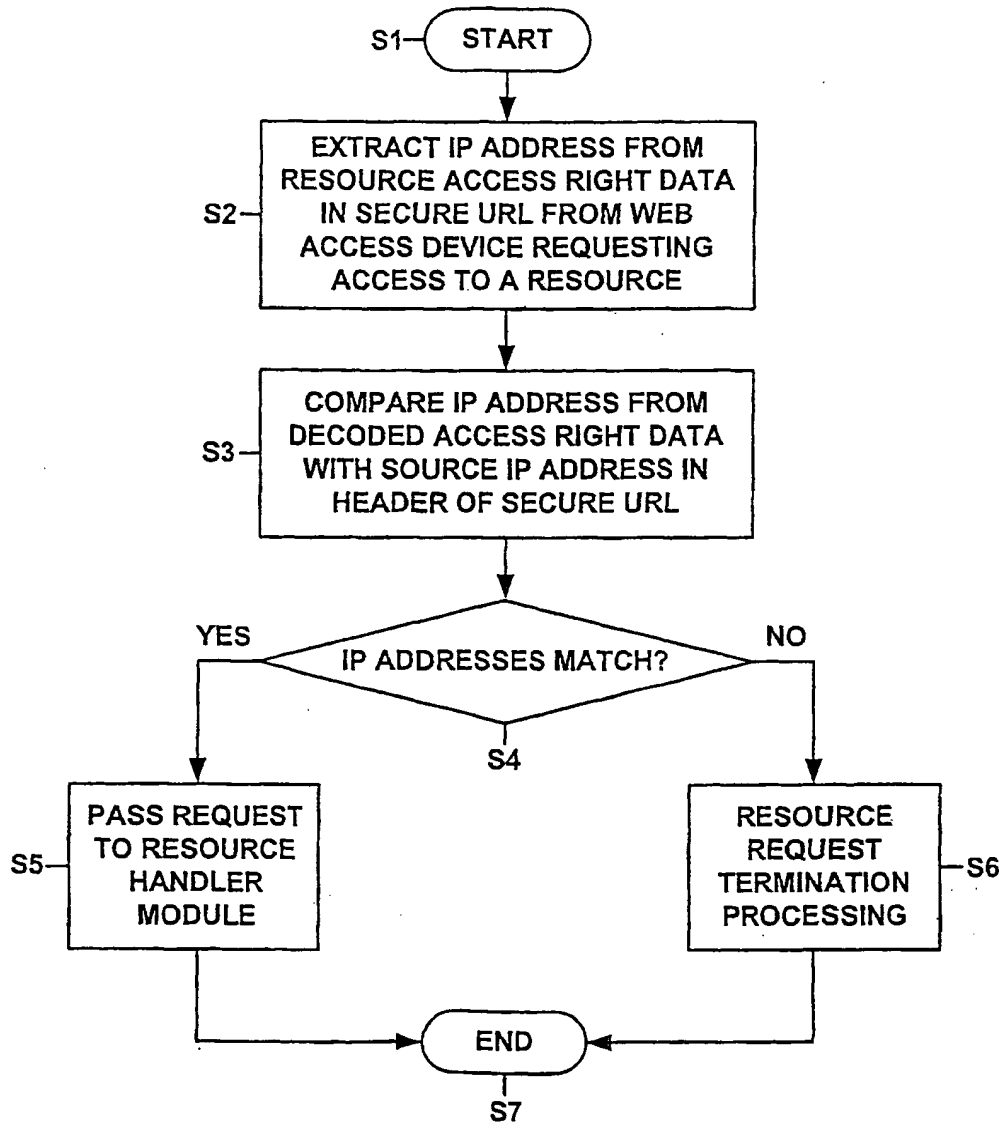 S1
START
EXTRACT IP ADDRESS FROM
RESOURCE ACCESS RIGHT DATA
IN SECURE URL FROM WEB
ACCESS DEVICE REQUESTING
ACCESS TO A RESOURCE
S2
COMPARE IP ADDRESS FROM
DECODED ACCESS RIGHT DATA
WITH SOURCE IP ADDRESS IN
HEADER OF SECURE URL
S3
YES
NO
IP ADDRESSES MATCH?
S4
PASS REQUEST
TO RESOURCE
HANDLER
MODULE
S5
RESOURCE
REQUEST
TERMINATION
PROCESSING
S6
END
S7